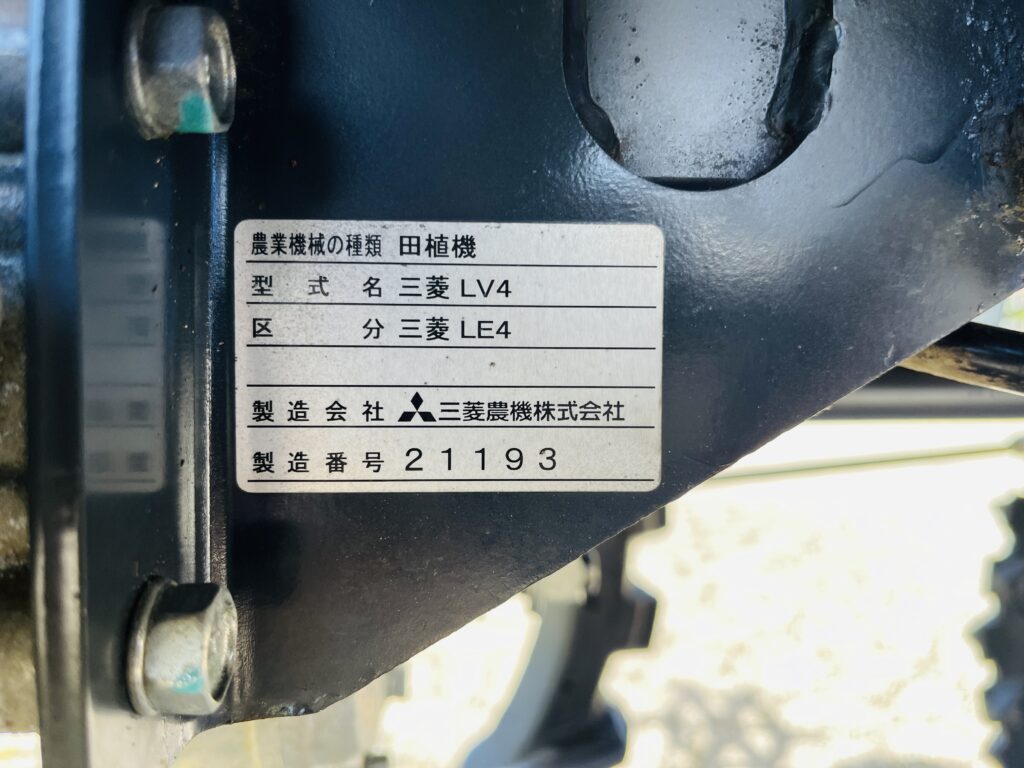 農業機械の種類 田植機
型式名 三菱 LV4
区分 三菱 LE4
製造会社 三菱農機株式会社
製造番号 21193